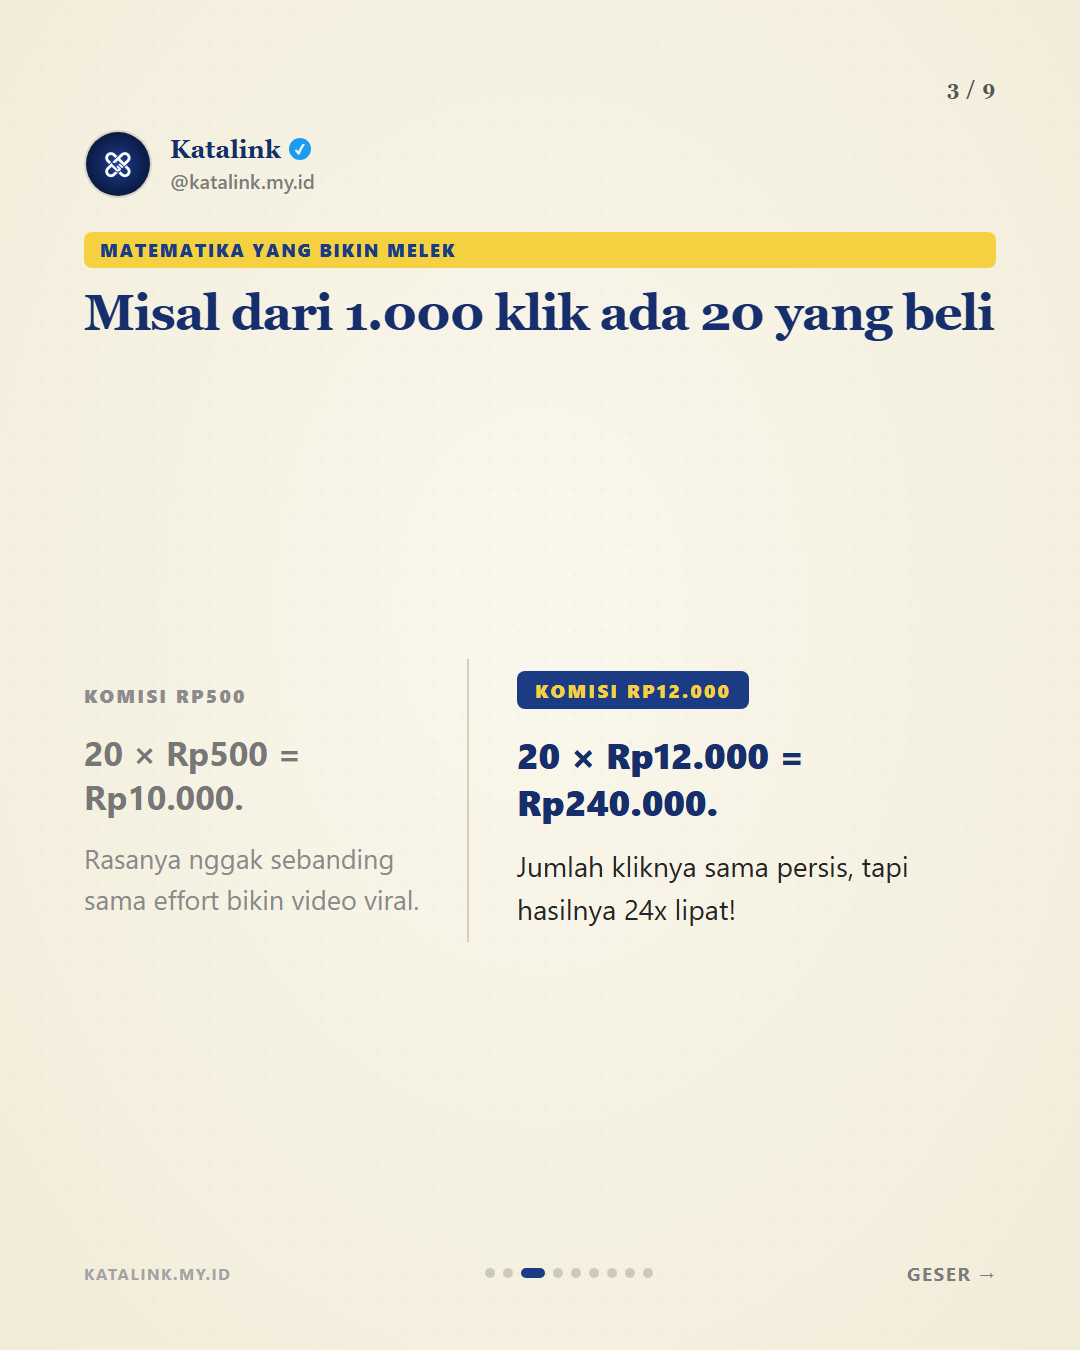 3 / 9
Katalink
@katalink.my.id
MATEMATIKA YANG BIKIN MELEK
Misal dari 1.000 klik ada 20 yang beli
KOMISI RP500
20 × Rp500 =
Rp10.000.
Rasanya nggak sebanding
sama effort bikin video viral.
KOMISI RP12.000
20 × Rp12.000 =
Rp240.000.
Jumlah kliknya sama persis, tapi
hasilnya 24x lipat!
KATALINK.MY.ID
GESER →